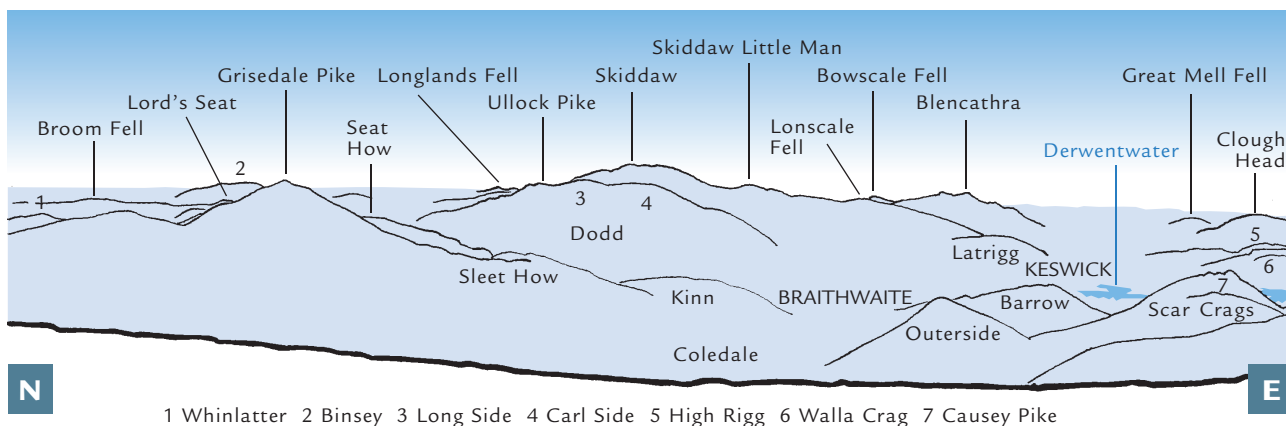 Skiddaw Little Man
Grisedale Pike
Longlands Fell
Skiddaw
Bowscale Fell
Great Mell Fell
Lord's Seat
Ullock Pike
Blencathra
Broom Fell
Seat
How
Lonscale
Fell
Derwentwater
Clough
Head
2
1
3
4
Dodd
5
Latrigg
6
Sleet How
KESWICK
7
Kinn
BRAITHWAITE
Barrow
Scar Crags
Outerside
Coledale
N
E
1 Whinlatter 2 Binsey 3 Long Side 4 Carl Side 5 High Rigg 6 Walla Crag 7 Causey Pike